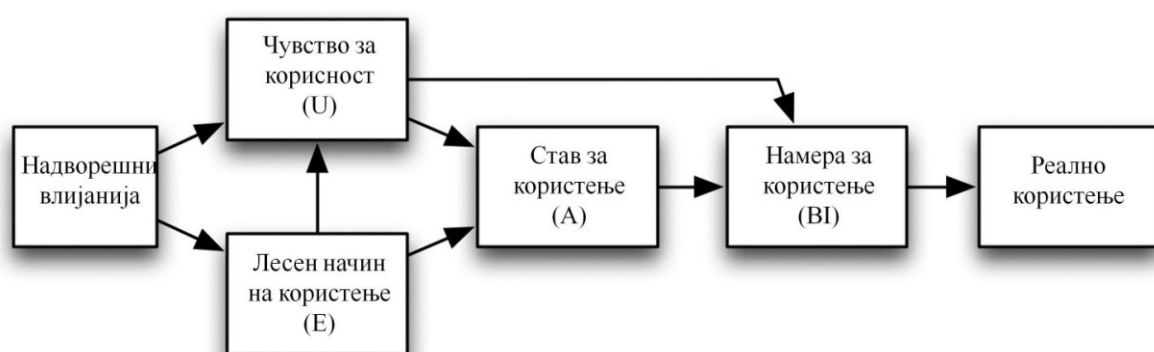 Надворешни
влијанија
Чувство за
корисност
(U)
Лесен начин
на користење
(E)
Став за
користење
(A)
Намера за
користење
(BI)
Реално
користење